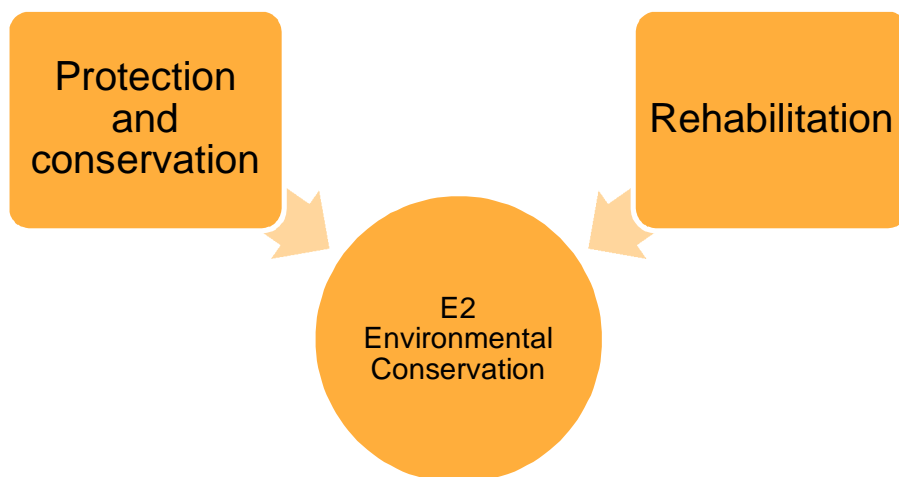 Protection
and
conservation
Rehabilitation
E2
Environmental
Conservation